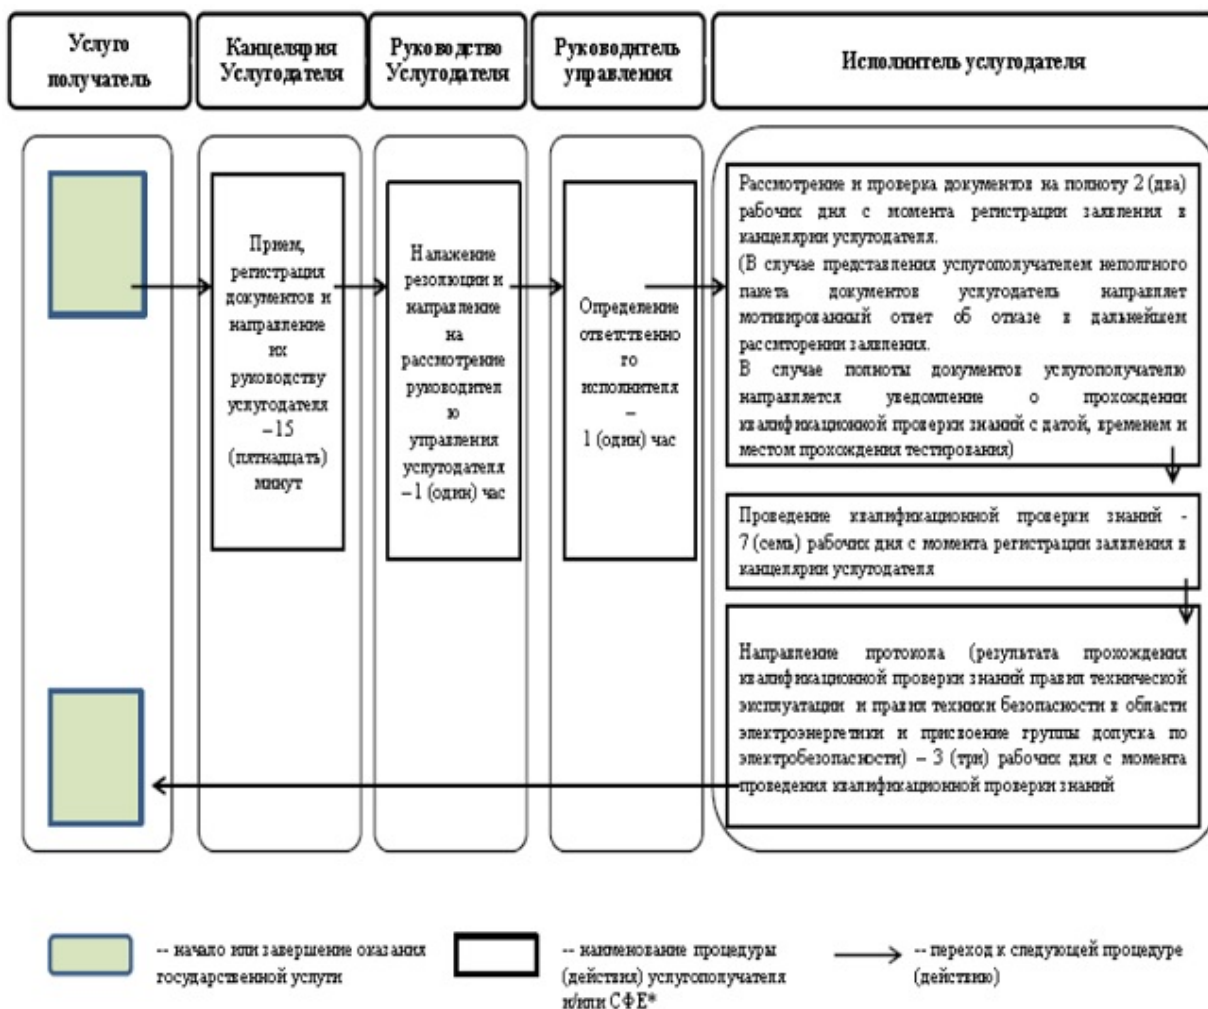 Услуго
получатель
Канцелярия
Услугодателя
Руководство
Услугодателя
Руководитель
управления
Исполнитель услугодателя
Прием,
регистрация
документов и
направление
их
руководству
услугодателя
– 15
(пятнадцать)
минут
Налажение
резолюции и
направление
на
рассмотрение
руководител
ю
управления
услугодателя
– 1 (один) час
Определение
ответственно
го
исполнителя
–
1 (один) час
Рассмотрение и проверка документов на полноту 2 (два)
рабочих дня с момента регистрации заявления в
канцелярии услугодателя.
(В случае представления услугополучателем неполгного
пакета документов услугодатель направляет
мотивированный ответ об отказе в дальнейшем
рассмторении заявления.
В случае полноты документов услугополучателю
направляется уведомление о прохождении
квалификационной проверки знаний с датой, временем и
местом прохождения тестирования)
Проведение квалификационной проверки знаний -
7 (семь) рабочих дня с момента регистрации заявления в
канцелярии услугодателя
Направление протокола (результата прохождения
квалификационной проверки знаний правил технической
эксплуатации и правил техники безопасности в области
электроэнергетики и присвоение группы допуска по
электробезопасности) – 3 (три) рабочих дня с момента
проведения квалификационной проверки знаний
-- начало или завершение оказания
государственной услуги
-- наименование процедуры
(действия) услугополучателя
и/или СФЕ*
-- переход к следующей процедуре
(действию)